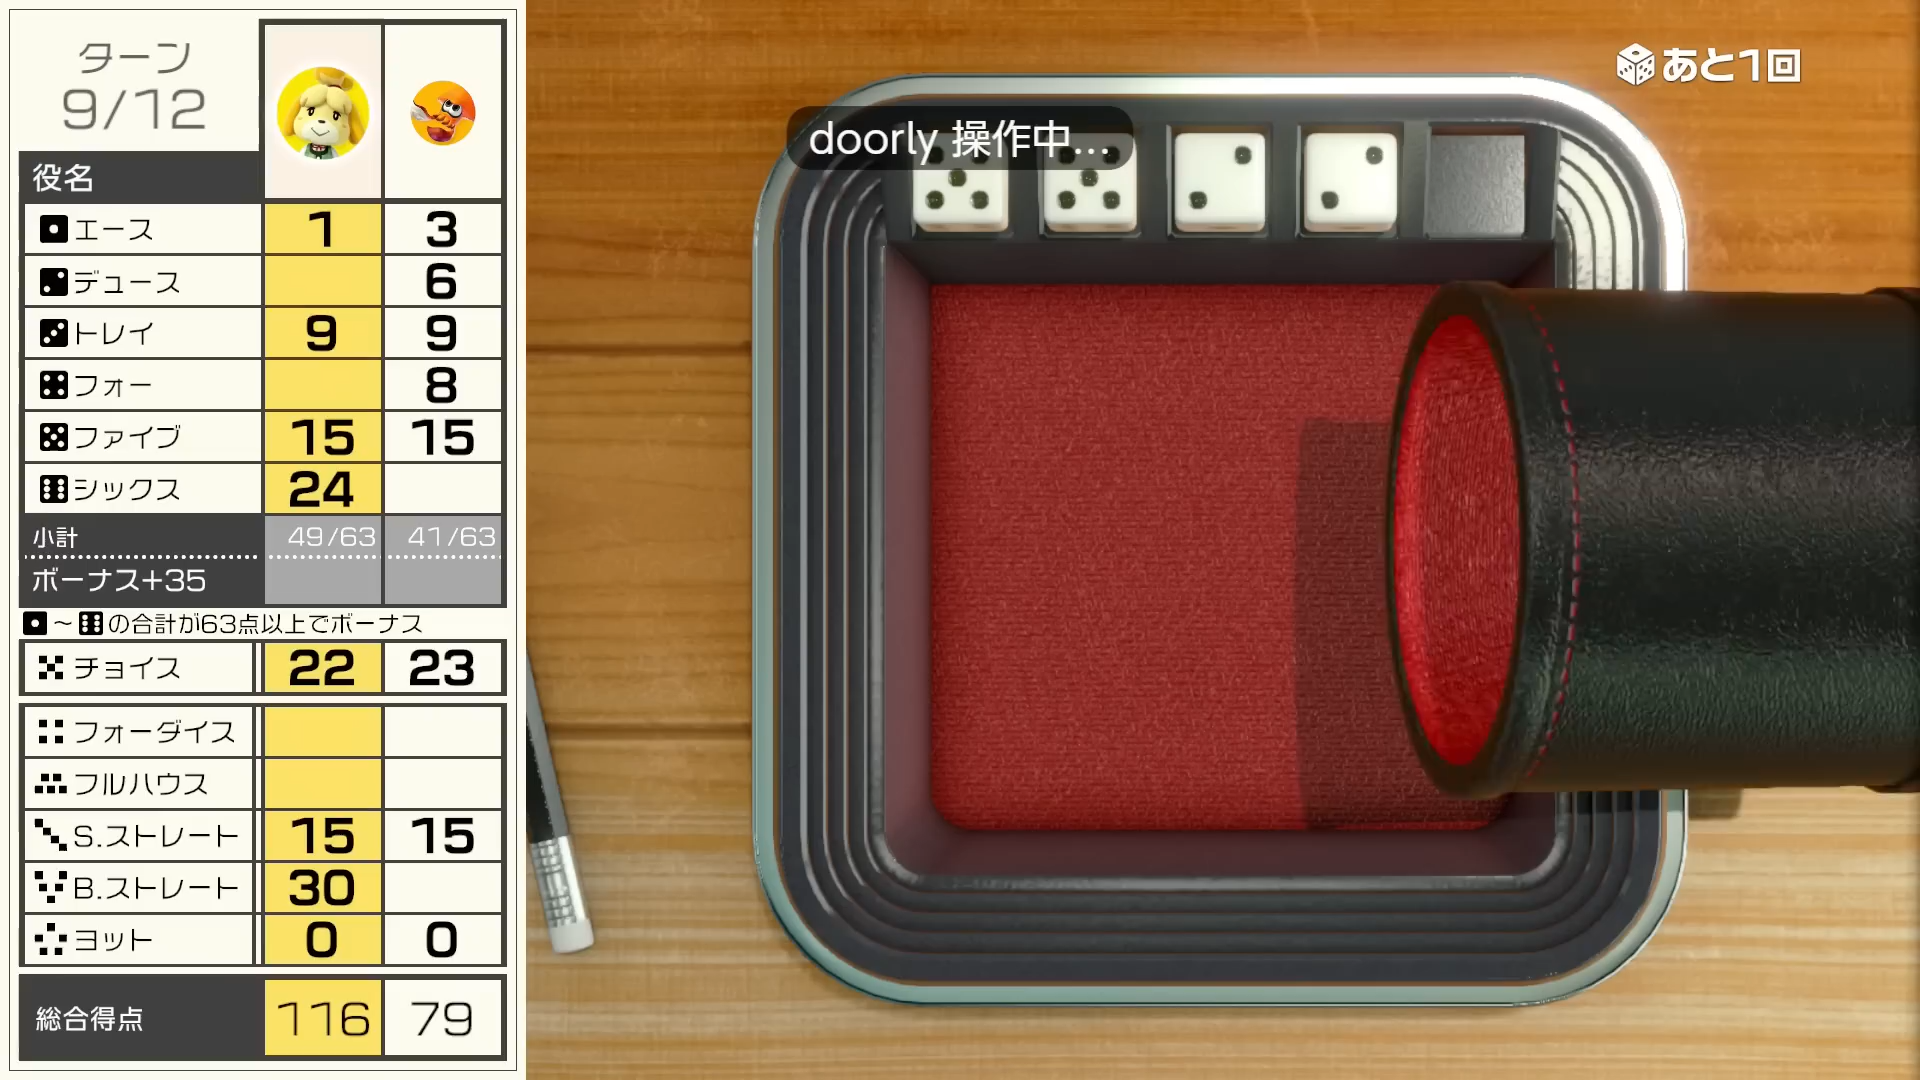 ターン
9/12
役名
エース 1 3
デュース 6
トレイ 9 9
フォー 8
ファイブ 15 15
シックス 24
小計 49/63 41/63
ボーナス+35
~の合計が63点以上でボーナス
チョイス 22 23
フォーダイス
フルハウス
S.ストレート 15 15
B.ストレート 30
ヨット 0 0
総合得点 116 79
doorly 操作中...
あと1回